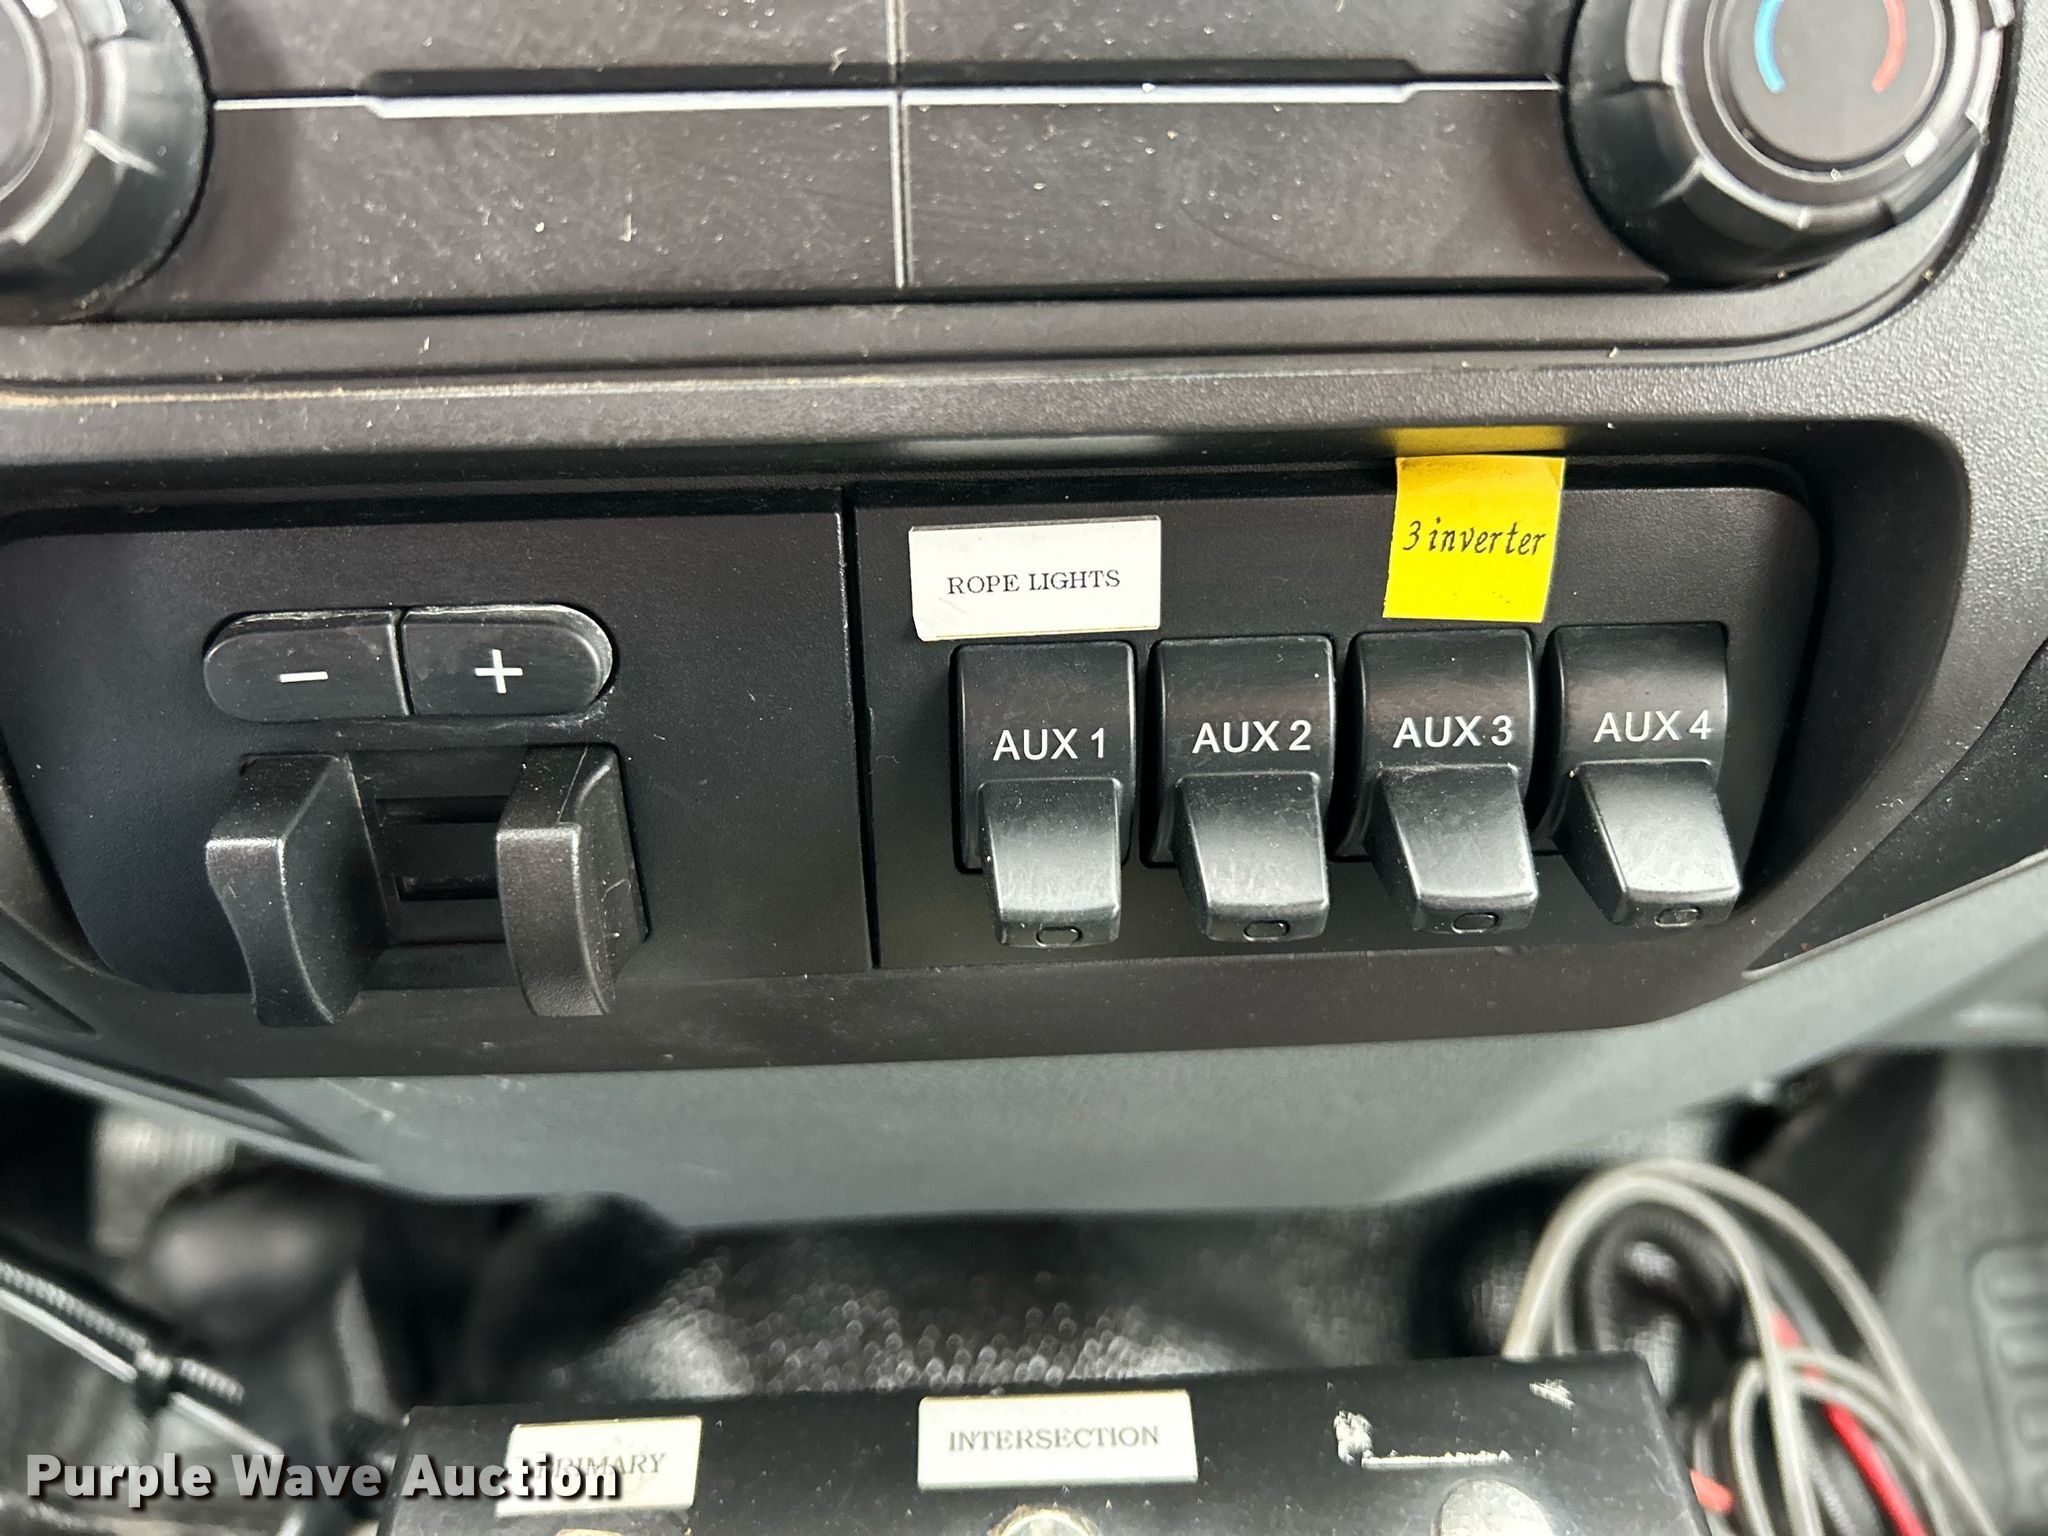 ROPE LIGHTS
3 inverter
− +
AUX 1
AUX 2
AUX 3
AUX 4
PRIMARY
INTERSECTION
Purple Wave Auction